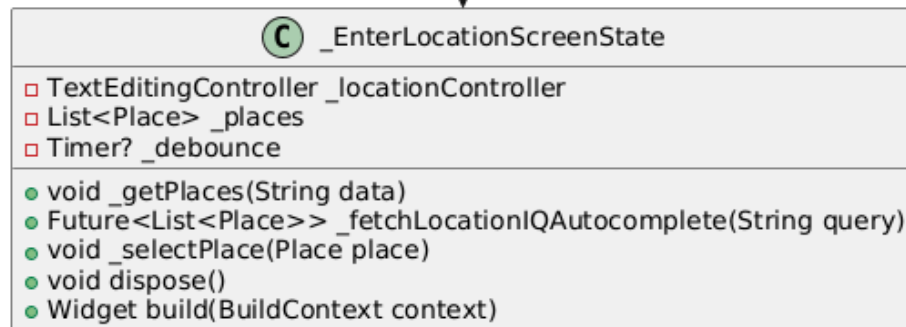 C _EnterLocationScreenState
TextEditingController _locationController
List<Place> _places
Timer? _debounce
void _getPlaces(String data)
Future<List<Place>> _fetchLocationIQAutocomplete(String query)
void _selectPlace(Place place)
void dispose()
Widget build(BuildContext context)